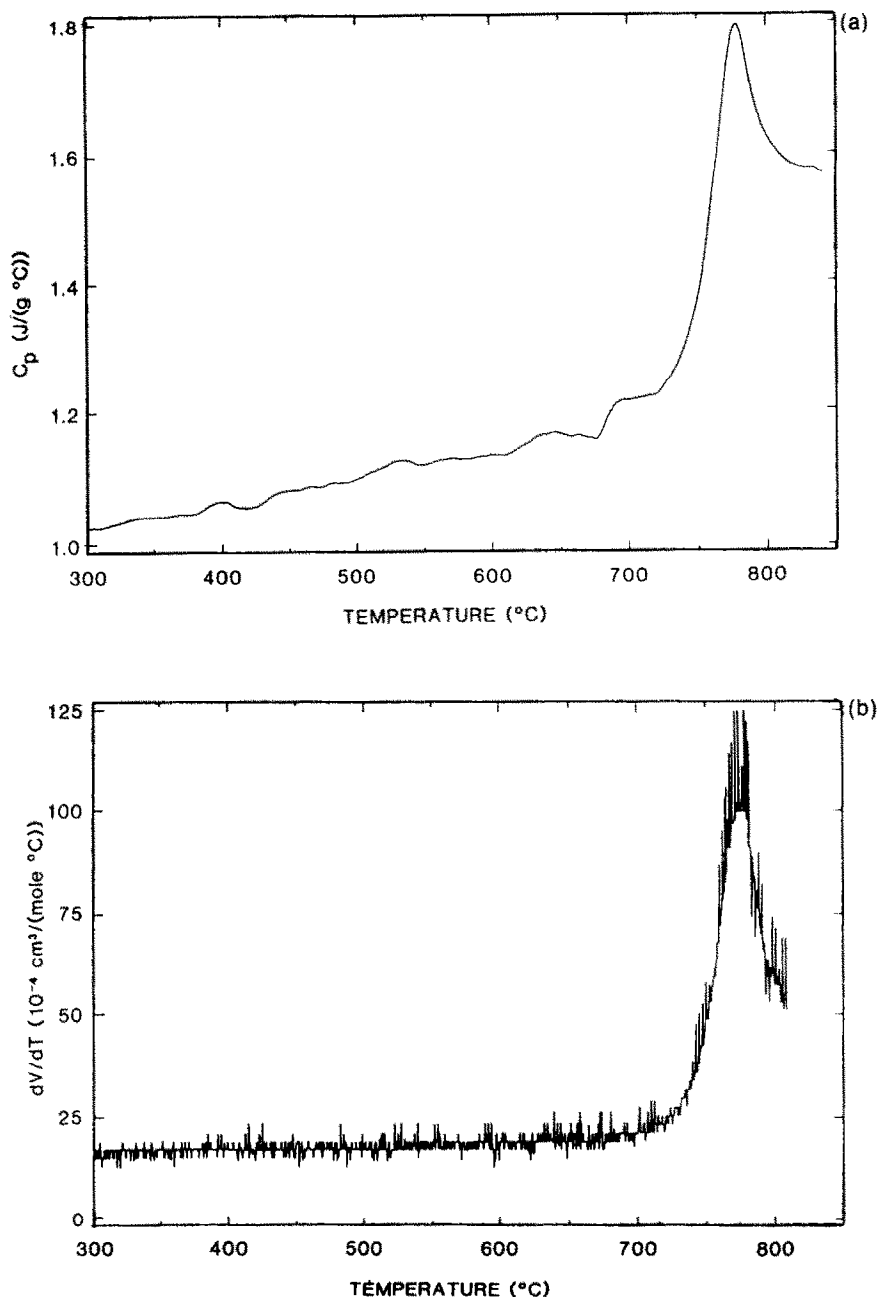 (a)
1.8
1.6
1.4
1.2
1.0
C_p (J/(g °C))
300 400 500 600 700 800
TEMPERATURE (°C)
(b)
125
100
75
50
25
0
dV/dT (10⁻⁴ cm³/(mole °C))
300 400 500 600 700 800
TEMPERATURE (°C)